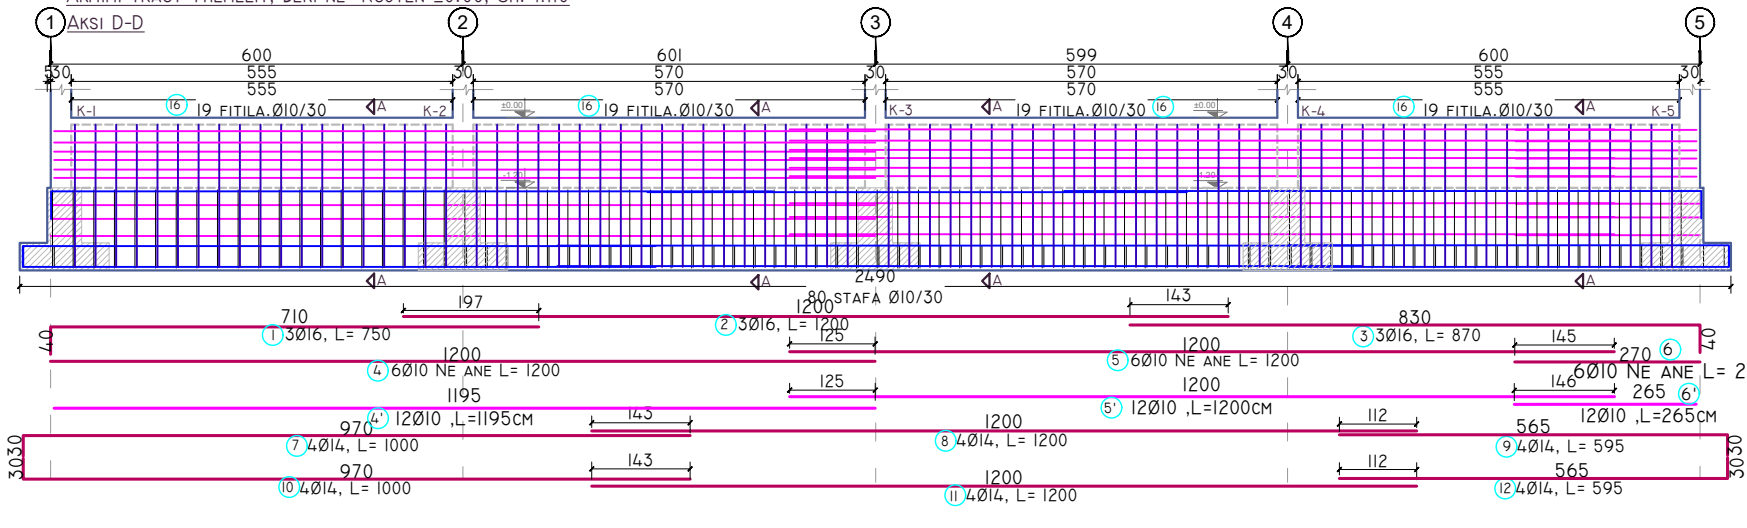 1 2 3 4 5
AKSI D-D
600 601 599 600
530 555 30 570 30 570 30 555 30
555 570 570 555
K-1 16 19 FITILA.Ø10/30 A K-2 16 19 FITILA.Ø10/30 A K-3 A 19 FITILA.Ø10/30 16 K-4 16 19 FITILA.Ø10/30 A K-5
±0.00 ±0.00
-1.20 -1.20
A A A A
2490
80 STAFA Ø10/30
197 1200 143
710 830
1 3Ø16, L= 750
2 3Ø16, L= 1200
3 3Ø16, L= 870
40 40
125 145
1200 1200 270 6
4 6Ø10 NE ANE L= 1200
5 6Ø10 NE ANE L= 1200
6Ø10 NE ANE L= 2
125 146
1195 1200 265 6'
4' 12Ø10 ,L=1195CM
5' 12Ø10 ,L=1200CM
12Ø10 ,L=265CM
143 112
970 1200 565
7 4Ø14, L= 1000
8 4Ø14, L= 1200
9 4Ø14, L= 595
3030 3030
143 112
970 1200 565
10 4Ø14, L= 1000
11 4Ø14, L= 1200
12 4Ø14, L= 595